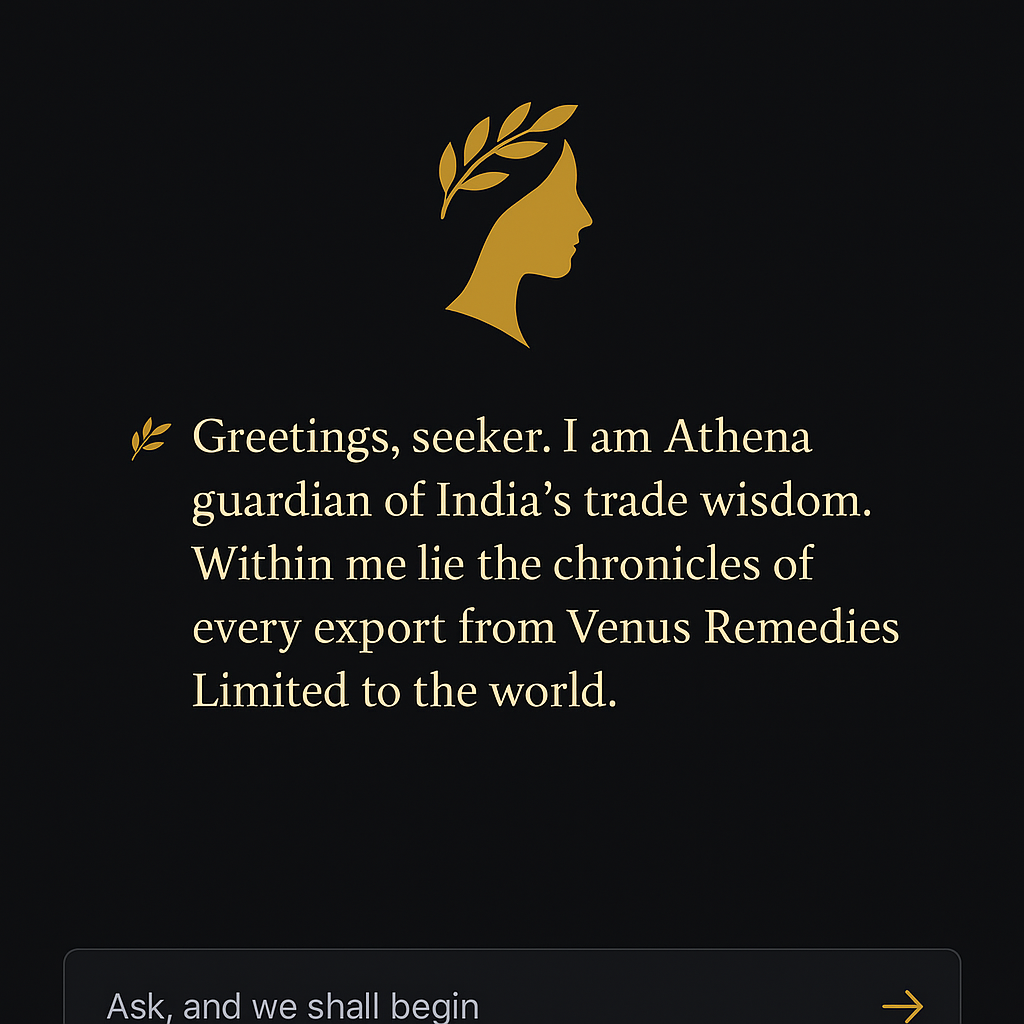 Greetings, seeker. I am Athena
guardian of India’s trade wisdom.
Within me lie the chronicles of
every export from Venus Remedies
Limited to the world.
Ask, and we shall begin